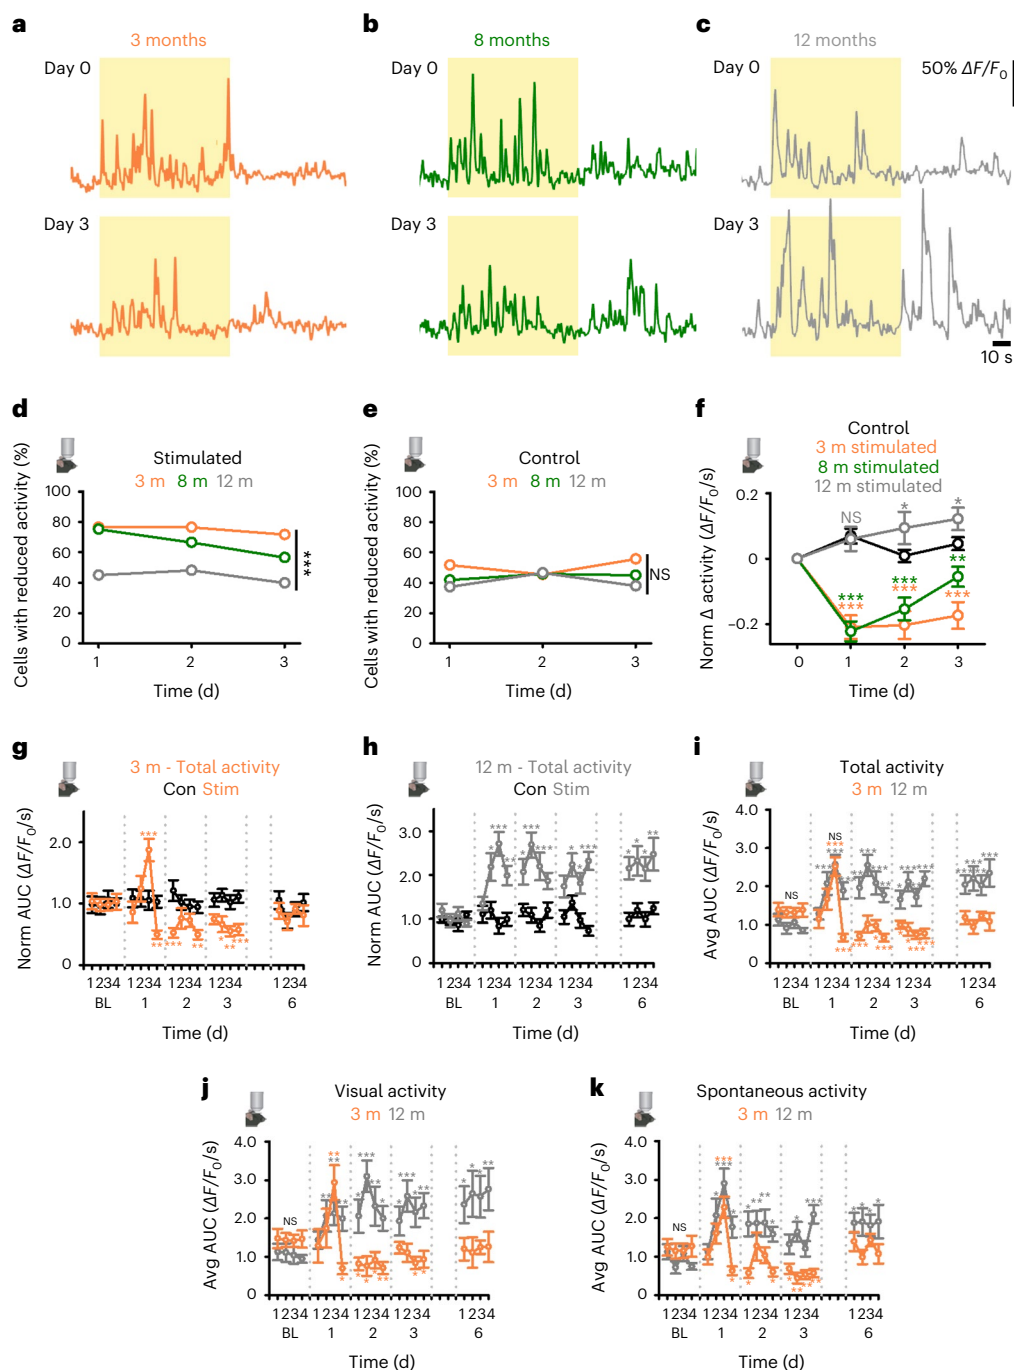 a
3 months
Day 0
Day 3
b
8 months
Day 0
Day 3
c
12 months
Day 0
50% ΔF/F0
Day 3
10 s
d
Stimulated
3 m 8 m 12 m
Cells with reduced activity (%)
100
80
60
40
20
0
***
1 2 3
Time (d)
e
Control
3 m 8 m 12 m
Cells with reduced activity (%)
100
80
60
40
20
0
NS
1 2 3
Time (d)
f
Control
3 m stimulated
8 m stimulated
12 m stimulated
Norm Δ activity (ΔF/F0/s)
0.2
0
−0.2
NS * *
*** *** **
*** *** ***
0 1 2 3
Time (d)
g
3 m - Total activity
Con Stim
Norm AUC (ΔF/F0/s)
2.0
1.0
0
***
1234 1234 1234 1234 1234
BL 1 2 3 6
Time (d)
h
12 m - Total activity
Con Stim
Norm AUC (ΔF/F0/s)
3.0
2.0
1.0
0
1234 1234 1234 1234 1234
BL 1 2 3 6
Time (d)
i
Total activity
3 m 12 m
Avg AUC (ΔF/F0/s)
4.0
3.0
2.0
1.0
0
NS
NS
1234 1234 1234 1234 1234
BL 1 2 3 6
Time (d)
j
Visual activity
3 m 12 m
Avg AUC (ΔF/F0/s)
4.0
3.0
2.0
1.0
0
NS
1234 1234 1234 1234 1234
BL 1 2 3 6
Time (d)
k
Spontaneous activity
3 m 12 m
Avg AUC (ΔF/F0/s)
4.0
3.0
2.0
1.0
0
NS
1234 1234 1234 1234 1234
BL 1 2 3 6
Time (d)